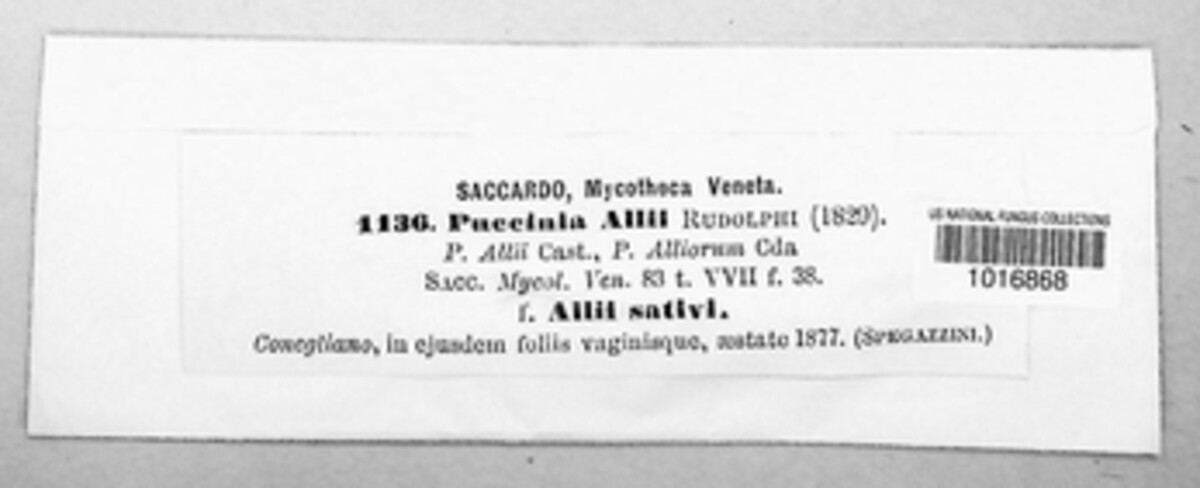 SACCARDO, Mycotheca Veneta.
1136. Puccinia Allii RUDOLPHI (1829).
P. Allii Cast., P. Alliorum Cda
SACC. Mycol. Ven. 83 t. VVII f. 38.
f. Allii sativi.
Conegliano, in ejusdem foliis vaginisque, æstate 1877. (SPEGAZZINI.)
US NATIONAL FUNGUS COLLECTIONS
1016868